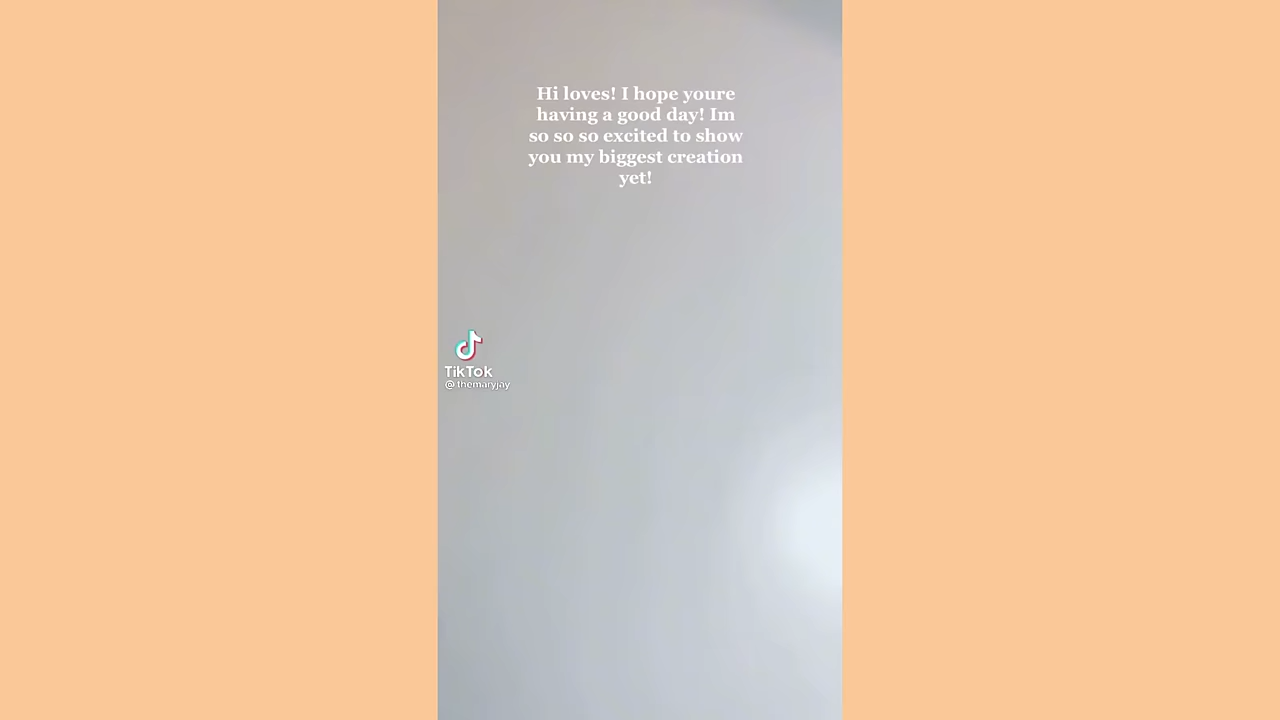 Hi loves! I hope youre
having a good day! Im
so so so excited to show
you my biggest creation
yet!
TikTok
@themaryjay